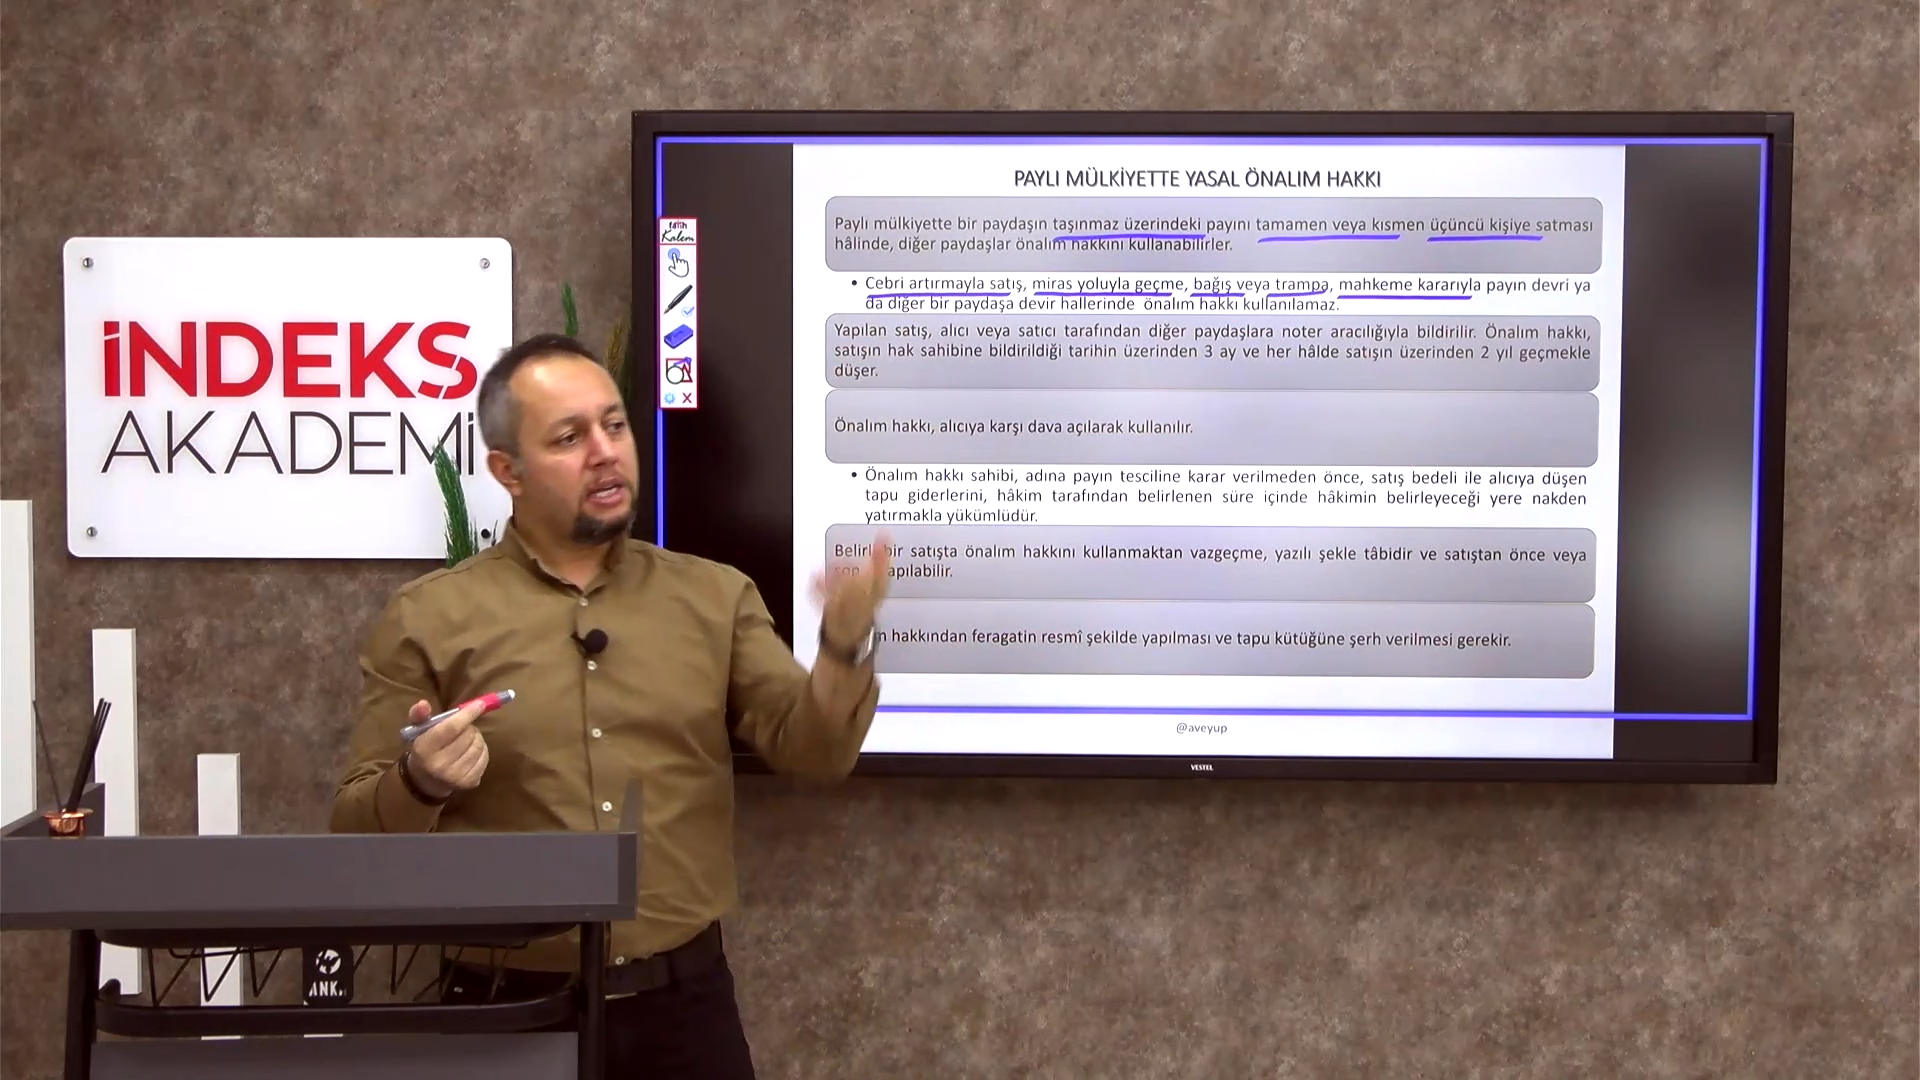 İNDEKS
AKADEMİ
fatih
Kalem
PAYLI MÜLKİYETTE YASAL ÖNALIM HAKKI
Paylı mülkiyette bir paydaşın taşınmaz üzerindeki payını tamamen veya kısmen üçüncü kişiye satması
hâlinde, diğer paydaşlar önalım hakkını kullanabilirler.
• Cebri artırmayla satış, miras yoluyla geçme, bağış veya trampa, mahkeme kararıyla payın devri ya
da diğer bir paydaşa devir hallerinde önalım hakkı kullanılamaz.
Yapılan satış, alıcı veya satıcı tarafından diğer paydaşlara noter aracılığıyla bildirilir. Önalım hakkı,
satışın hak sahibine bildirildiği tarihin üzerinden 3 ay ve her hâlde satışın üzerinden 2 yıl geçmekle
düşer.
Önalım hakkı, alıcıya karşı dava açılarak kullanılır.
• Önalım hakkı sahibi, adına payın tesciline karar verilmeden önce, satış bedeli ile alıcıya düşen
tapu giderlerini, hâkim tarafından belirlenen süre içinde hâkimin belirleyeceği yere nakden
yatırmakla yükümlüdür.
bir satışta önalım hakkını kullanmaktan vazgeçme, yazılı şekle tâbidir ve satıştan önce veya
apılabilir.
m hakkından feragatin resmî şekilde yapılması ve tapu kütüğüne şerh verilmesi gerekir.
@aveyup
VESTEL
ANK